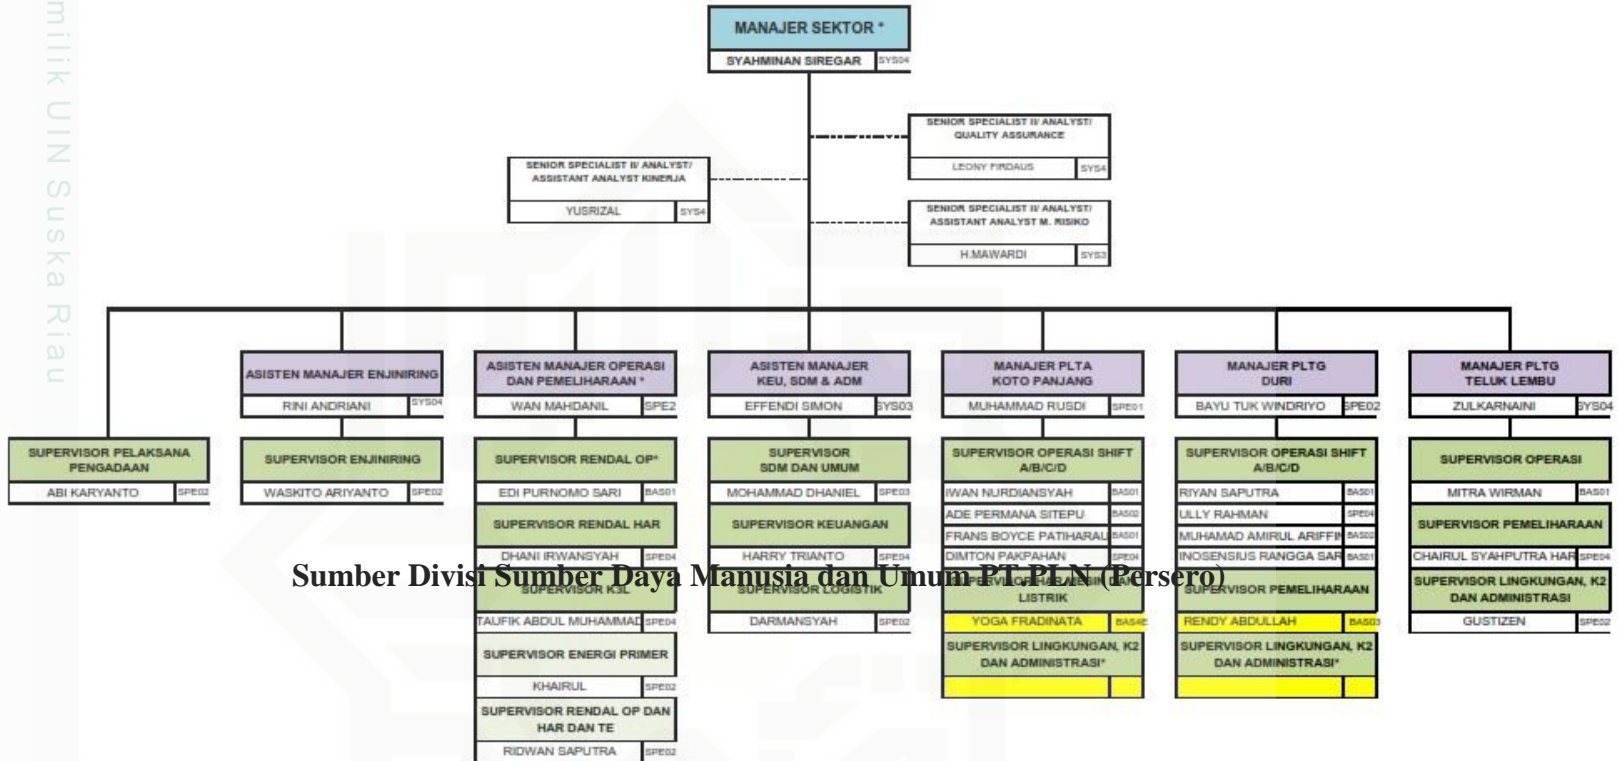 milik UIN Suska Riau
MANAJER SEKTOR *
SYAHMINAN SIREGAR SYS04
SENIOR SPECIALIST II/ ANALYST/
QUALITY ASSURANCE
LEONY FIRDAUS SYS4
SENIOR SPECIALIST II/ ANALYST/
ASSISTANT ANALYST KINERJA
YUSRIZAL SYS4
SENIOR SPECIALIST II/ ANALYST/
ASSISTANT ANALYST M. RISIKO
H.MAWARDI SYS3
SUPERVISOR PELAKSANA
PENGADAAN
ABI KARYANTO SPE02
ASISTEN MANAJER ENJINIRING
RINI ANDRIANI SYS04
SUPERVISOR ENJINIRING
WASKITO ARIYANTO SPE02
ASISTEN MANAJER OPERASI
DAN PEMELIHARAAN *
WAN MAHDANIL SPE2
SUPERVISOR RENDAL OP*
EDI PURNOMO SARI BAS01
SUPERVISOR RENDAL HAR
DHANI IRWANSYAH SPE04
SUPERVISOR K3L
TAUFIK ABDUL MUHAMMAD SPE04
SUPERVISOR ENERGI PRIMER
KHAIRUL SPE02
SUPERVISOR RENDAL OP DAN
HAR DAN TE
RIDWAN SAPUTRA SPE02
ASISTEN MANAJER
KEU, SDM & ADM
EFFENDI SIMON SYS03
SUPERVISOR
SDM DAN UMUM
MOHAMMAD DHANIEL SPE03
SUPERVISOR KEUANGAN
HARRY TRIANTO SPE04
SUPERVISOR LOGISTIK
DARMANSYAH SPE02
MANAJER PLTA
KOTO PANJANG
MUHAMMAD RUSDI SPE01
SUPERVISOR OPERASI SHIFT
A/B/C/D
IWAN NURDIANSYAH BAS01
ADE PERMANA SITEPU BAS02
FRANS BOYCE PATIHARAU BAS01
DIMTON PAKPAHAN SPE04
SUPERVISOR HAR MESIN DAN
LISTRIK
YOGA FRADINATA BAS4E
SUPERVISOR LINGKUNGAN, K2
DAN ADMINISTRASI*
MANAJER PLTG
DURI
BAYU TUK WINDRIYO SPE02
SUPERVISOR OPERASI SHIFT
A/B/C/D
RIYAN SAPUTRA BAS01
ULLY RAHMAN SPE04
MUHAMAD AMIRUL ARIFFIN BAS02
INOSENSIUS RANGGA SAR BAS01
SUPERVISOR PEMELIHARAAN
RENDY ABDULLAH BAS03
SUPERVISOR LINGKUNGAN, K2
DAN ADMINISTRASI*
MANAJER PLTG
TELUK LEMBU
ZULKARNAINI SYS04
SUPERVISOR OPERASI
MITRA WIRMAN BAS01
SUPERVISOR PEMELIHARAAN
CHAIRUL SYAHPUTRA HAR SPE04
SUPERVISOR LINGKUNGAN, K2
DAN ADMINISTRASI
GUSTIZEN SPE02
Sumber Divisi Sumber Daya Manusia dan Umum PT PLN (Persero)